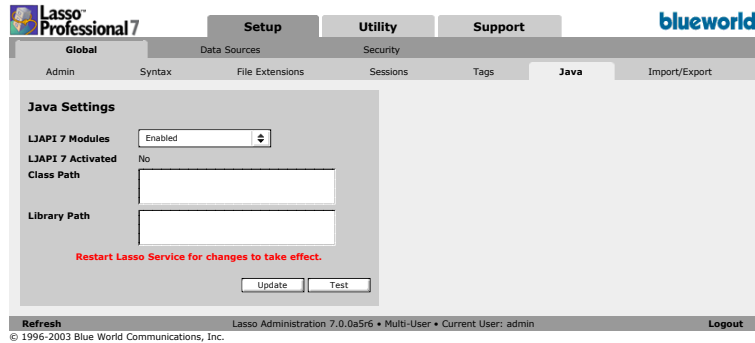 Lasso™
Professional 7
Setup Utility Support
blueworld
Global Data Sources Security
Admin Syntax File Extensions Sessions Tags Java Import/Export
Java Settings
LJAPI 7 Modules Enabled
LJAPI 7 Activated No
Class Path
Library Path
Restart Lasso Service for changes to take effect.
Update Test
Refresh Lasso Administration 7.0.0a5r6 • Multi-User • Current User: admin Logout
© 1996-2003 Blue World Communications, Inc.